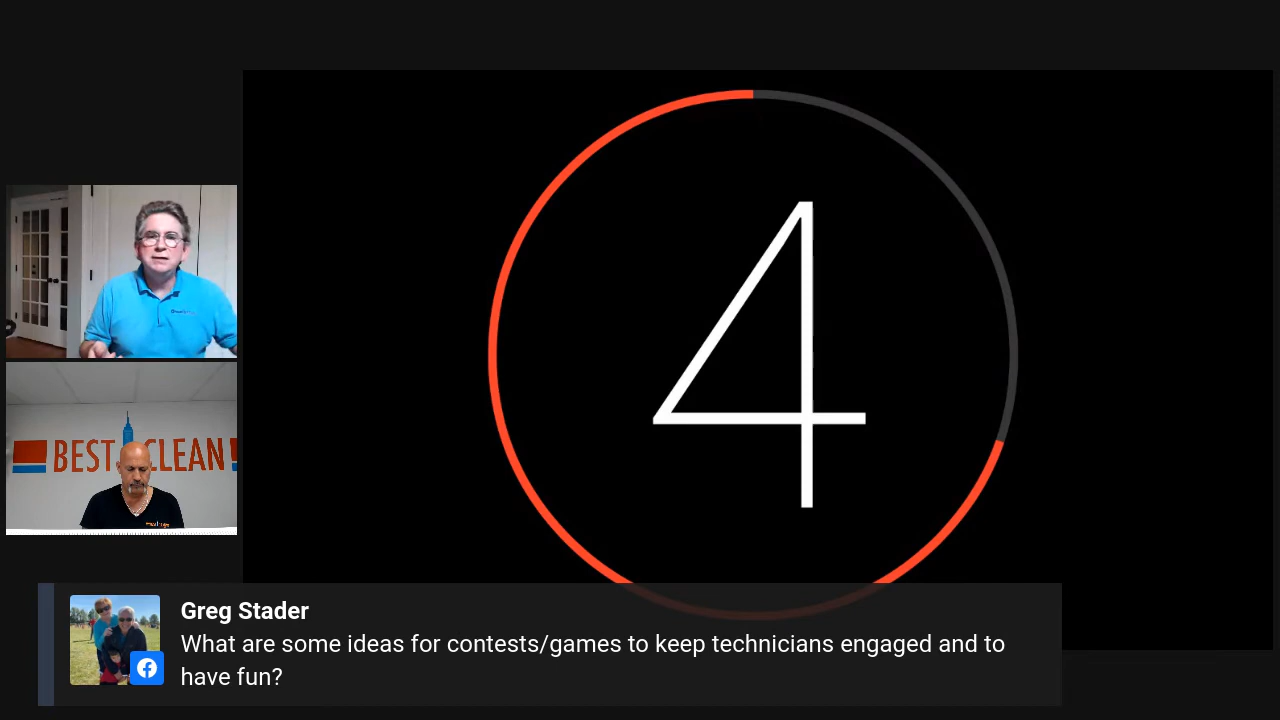 4
BEST CLEAN!
Greg Stader
What are some ideas for contests/games to keep technicians engaged and to
have fun?